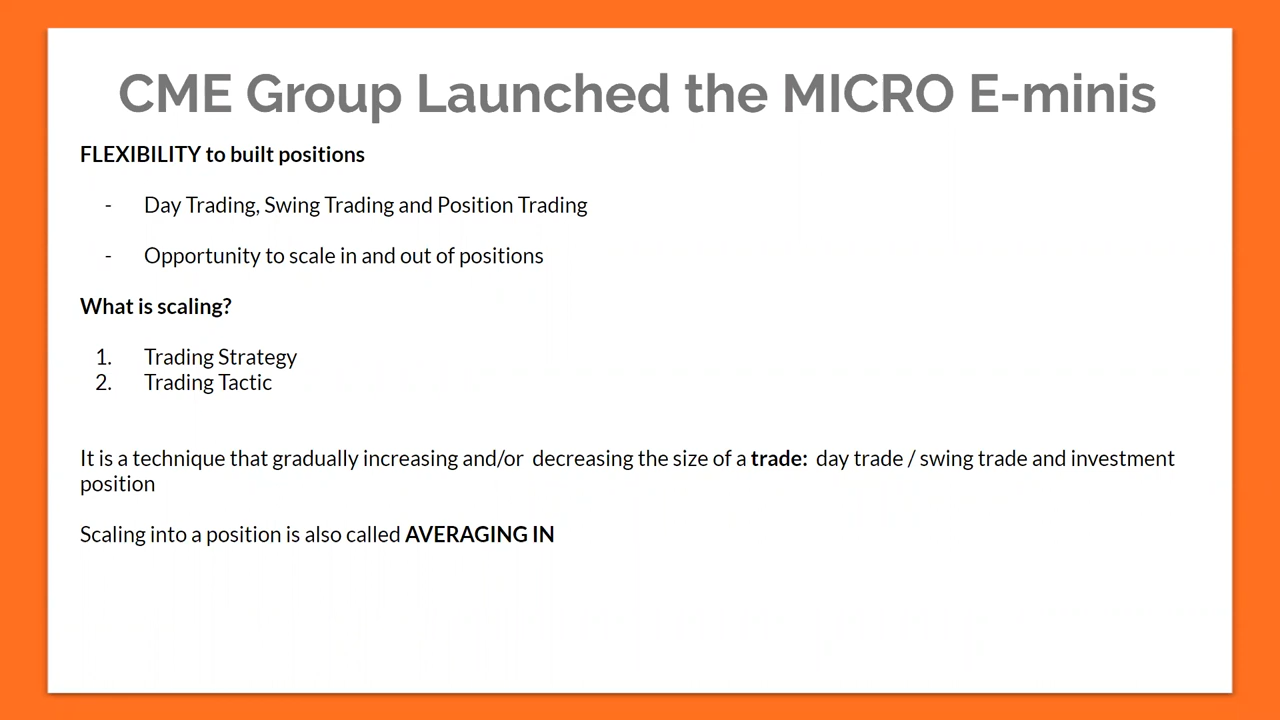 CME Group Launched the MICRO E-minis
FLEXIBILITY to built positions
- Day Trading, Swing Trading and Position Trading
- Opportunity to scale in and out of positions
What is scaling?
1. Trading Strategy
2. Trading Tactic
It is a technique that gradually increasing and/or decreasing the size of a trade: day trade / swing trade and investment
position
Scaling into a position is also called AVERAGING IN